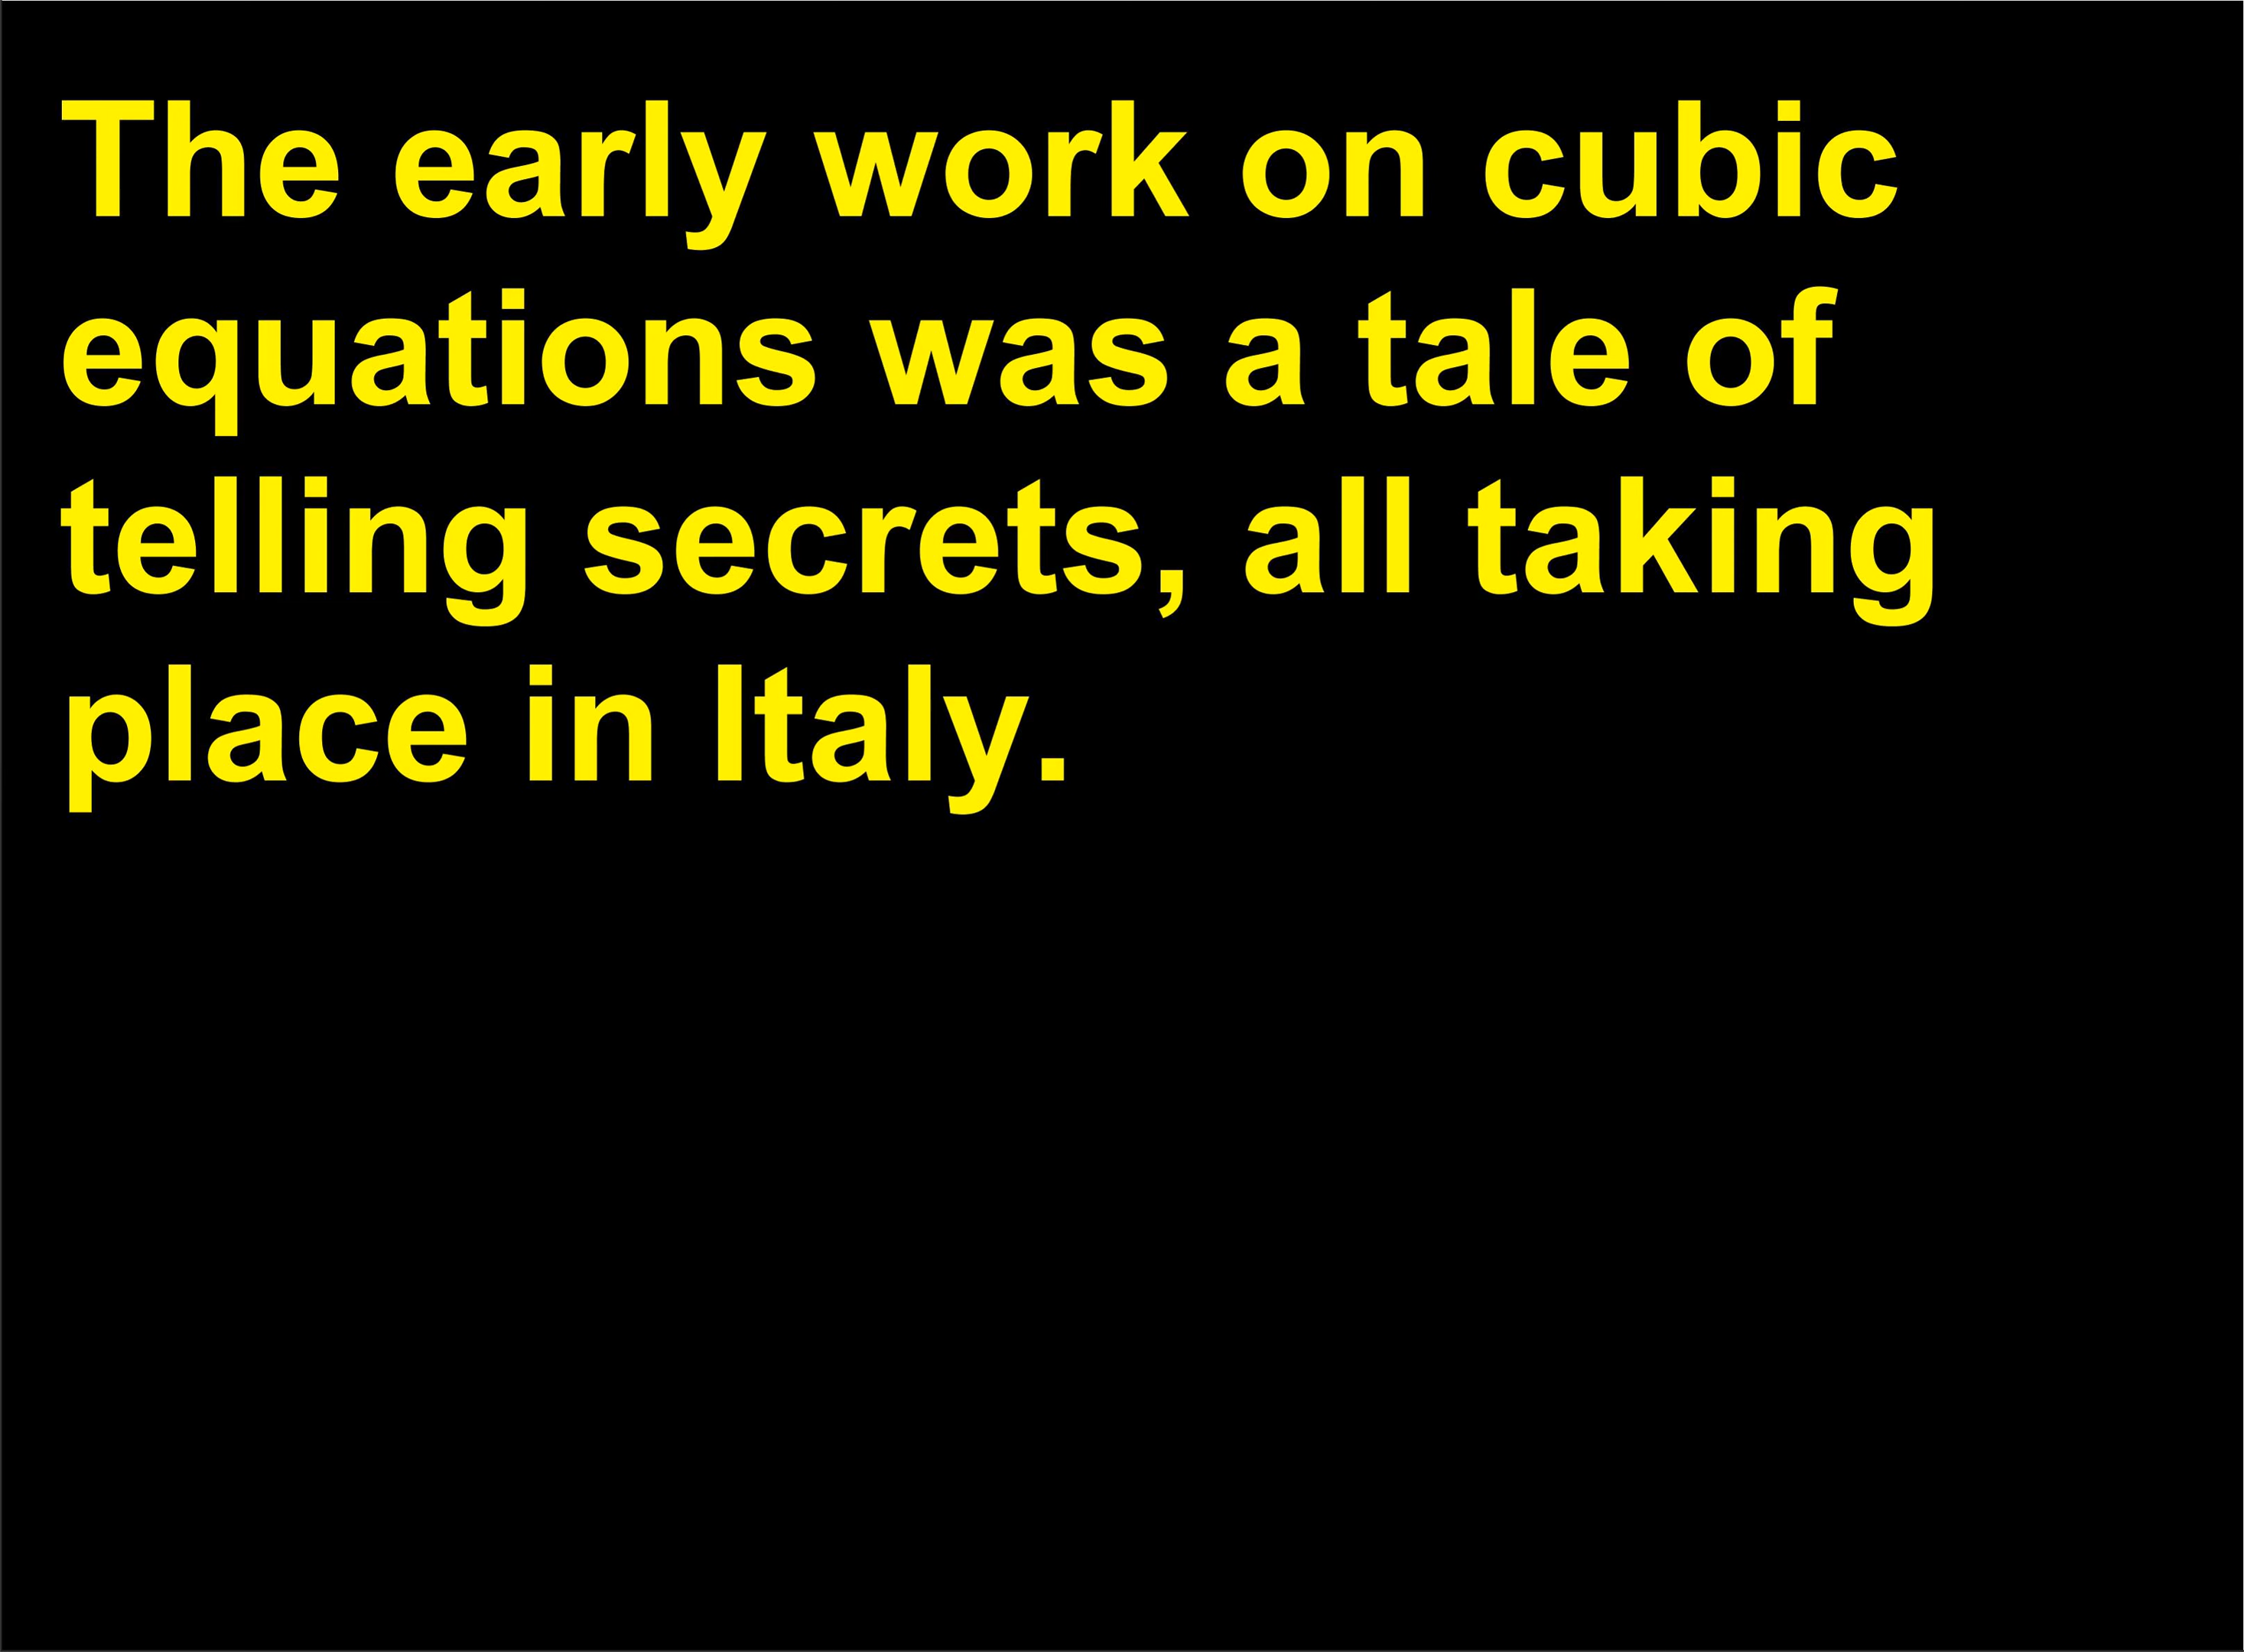 The early work on cubic
equations was a tale of
telling secrets, all taking
place in Italy.